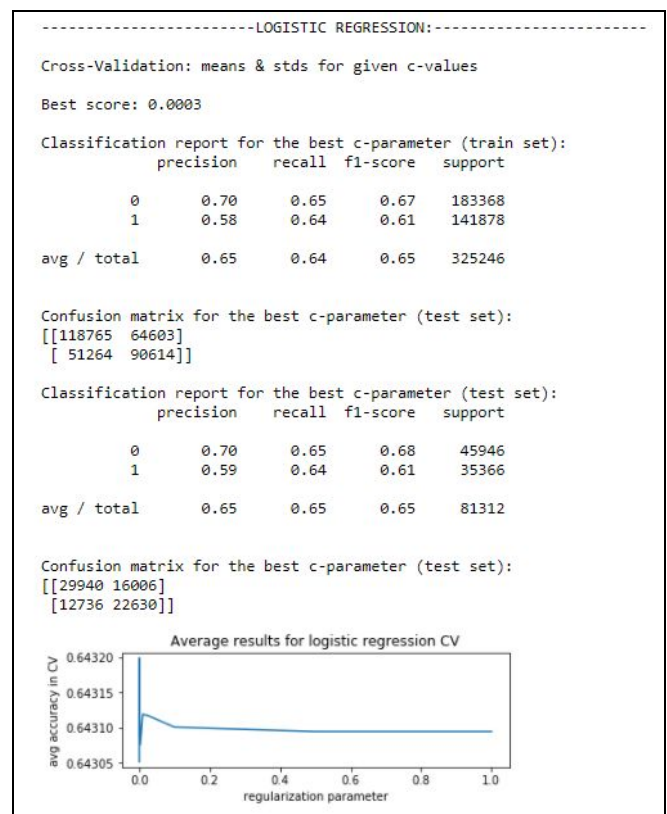 ------------------------LOGISTIC REGRESSION:------------------------
Cross-Validation: means & stds for given c-values
Best score: 0.0003
Classification report for the best c-parameter (train set):
precision recall f1-score support
0 0.70 0.65 0.67 183368
1 0.58 0.64 0.61 141878
avg / total 0.65 0.64 0.65 325246
Confusion matrix for the best c-parameter (test set):
[[118765 64603]
[ 51264 90614]]
Classification report for the best c-parameter (test set):
precision recall f1-score support
0 0.70 0.65 0.68 45946
1 0.59 0.64 0.61 35366
avg / total 0.65 0.65 0.65 81312
Confusion matrix for the best c-parameter (test set):
[[29940 16006]
[12736 22630]]
Average results for logistic regression CV
avg accuracy in CV
0.64320
0.64315
0.64310
0.64305
0.0 0.2 0.4 0.6 0.8 1.0
regularization parameter